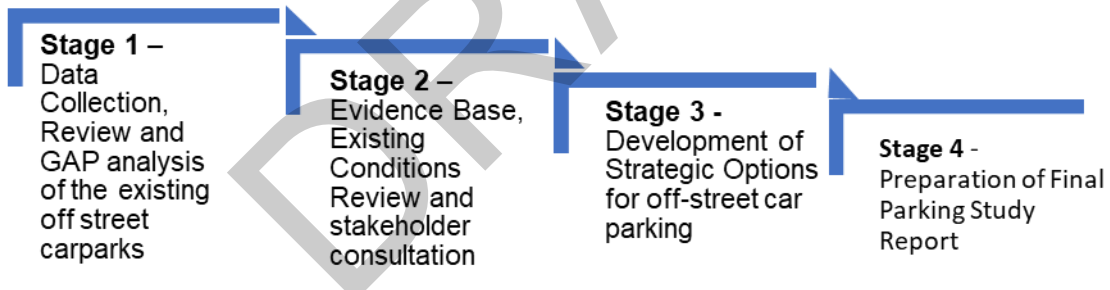 Stage 1 –
Data
Collection,
Review and
GAP analysis
of the existing
off street
carparks
Stage 2 –
Evidence Base,
Existing
Conditions
Review and
stakeholder
consultation
Stage 3 -
Development of
Strategic Options
for off-street car
parking
Stage 4 -
Preparation of Final
Parking Study
Report